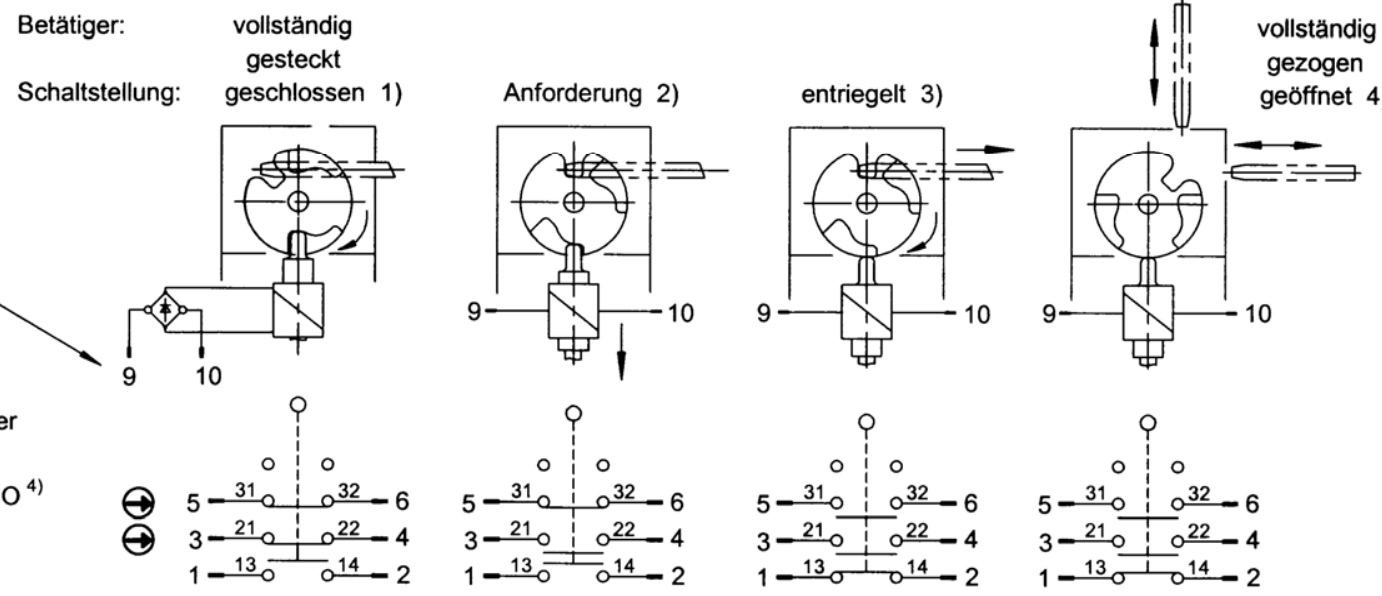 Betätiger: vollständig gesteckt
Schaltstellung: geschlossen 1)
Anforderung 2)
entriegelt 3)
vollständig gezogen
geöffnet 4
9 10
9 10
9 10
9 10
er
O 4)
5 31 32 6
3 21 22 4
1 13 14 2
5 31 32 6
3 21 22 4
1 13 14 2
5 31 32 6
3 21 22 4
1 13 14 2
5 31 32 6
3 21 22 4
1 13 14 2